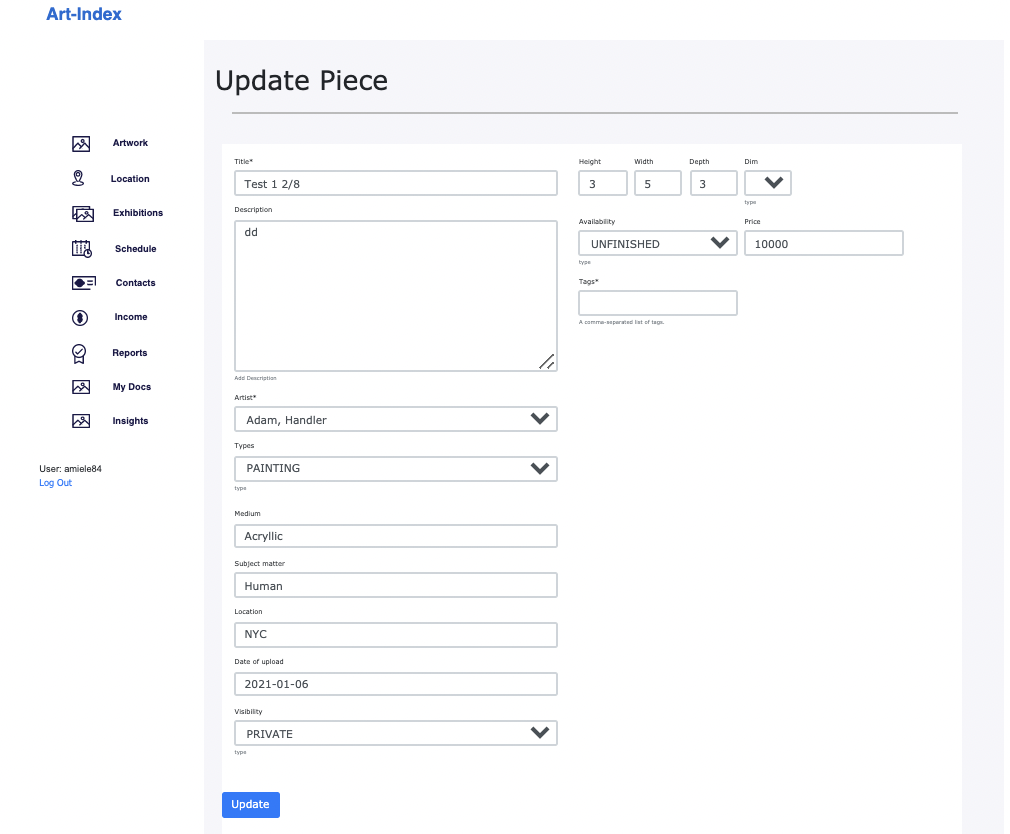 Art-Index
Update Piece
Artwork
Location
Exhibitions
Schedule
Contacts
Income
Reports
My Docs
Insights
User: amiele84
Log Out
Title*
Test 1 2/8
Description
dd
Add Description
Artist*
Adam, Handler
Types
PAINTING
type
Medium
Acryllic
Subject matter
Human
Location
NYC
Date of upload
2021-01-06
Visibility
PRIVATE
type
Height Width Depth Dim
3 5 3
type
Availability Price
UNFINISHED 10000
type
Tags*
A comma-separated list of tags.
Update